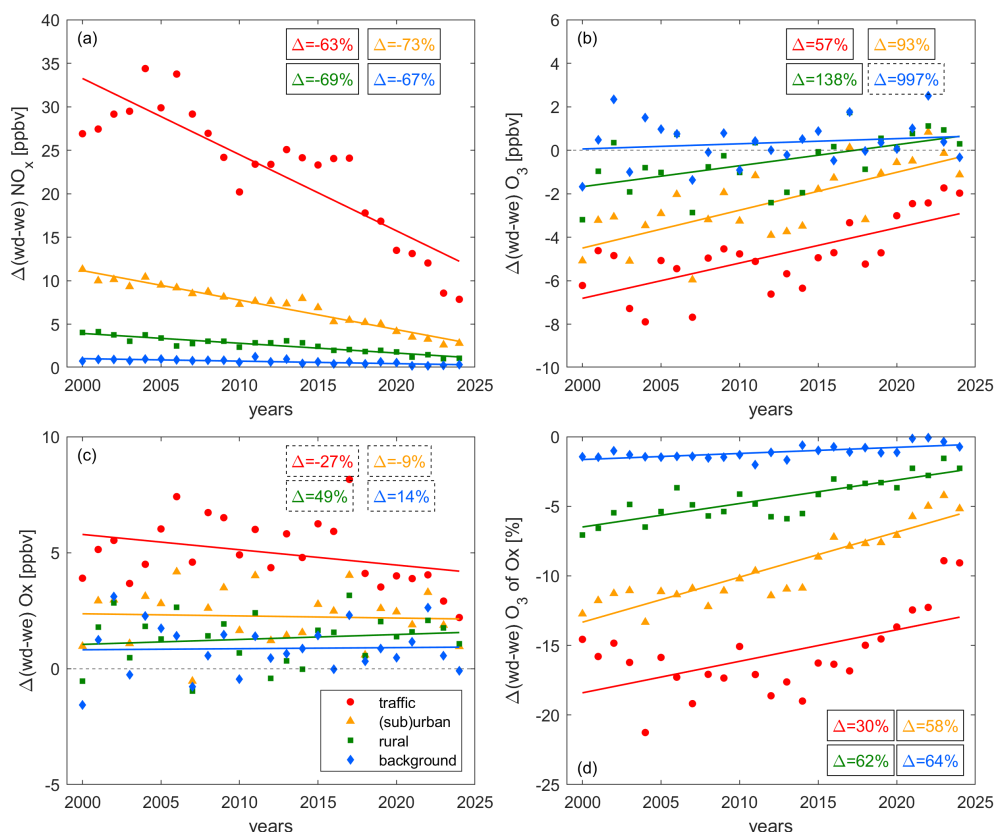 (a)
Δ=-63% Δ=-73%
Δ=-69% Δ=-67%
Δ(wd-we) NOx [ppbv]
40
35
30
25
20
15
10
5
0
2000 2005 2010 2015 2020 2025
years
(b)
Δ=57% Δ=93%
Δ=138% Δ=997%
Δ(wd-we) O3 [ppbv]
6
4
2
0
-2
-4
-6
-8
-10
2000 2005 2010 2015 2020 2025
years
(c)
Δ=-27% Δ=-9%
Δ=49% Δ=14%
Δ(wd-we) Ox [ppbv]
10
5
0
-5
traffic
(sub)urban
rural
background
2000 2005 2010 2015 2020 2025
years
Δ(wd-we) O3 of Ox [%]
0
-5
-10
-15
-20
-25
Δ=30% Δ=58%
Δ=62% Δ=64%
(d)
2000 2005 2010 2015 2020 2025
years